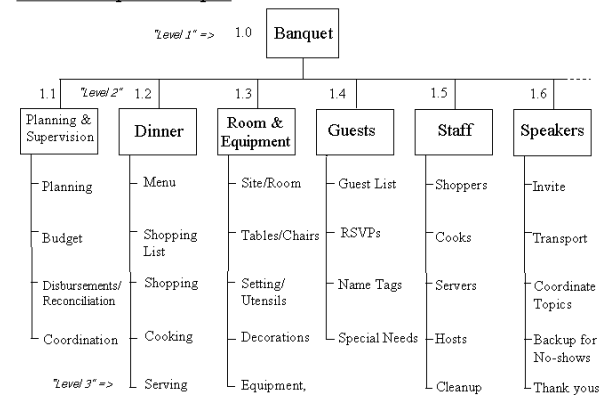 "Level 1" =>
1.0
Banquet
1.1
"Level 2"
1.2
1.3
1.4
1.5
1.6
Planning &
Supervision
Dinner
Room &
Equipment
Guests
Staff
Speakers
Planning
Budget
Disbursements/
Reconciliation
Coordination
Menu
Shopping
List
Shopping
Cooking
Serving
Site/Room
Tables/Chairs
Setting/
Utensils
Decorations
Equipment,
Guest List
RSVPs
Name Tags
Special Needs
Shoppers
Cooks
Servers
Hosts
Cleanup
Invite
Transport
Coordinate
Topics
Backup for
No-shows
Thank yous
"Level 3" =>